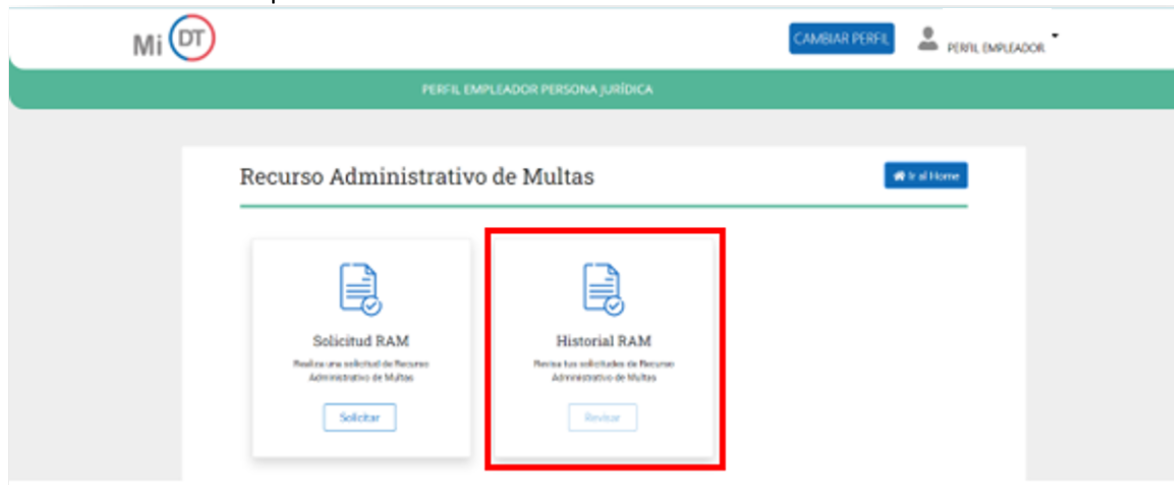 Mi DT
CAMBIAR PERFIL
PERFIL EMPLEADOR
PERFIL EMPLEADOR PERSONA JURÍDICA
Recurso Administrativo de Multas
Ir al Home
Solicitud RAM
Realiza una solicitud de Recurso
Administrativo de Multas
Solicitar
Historial RAM
Revisa tus solicitudes de Recurso
Administrativo de Multas
Revisar